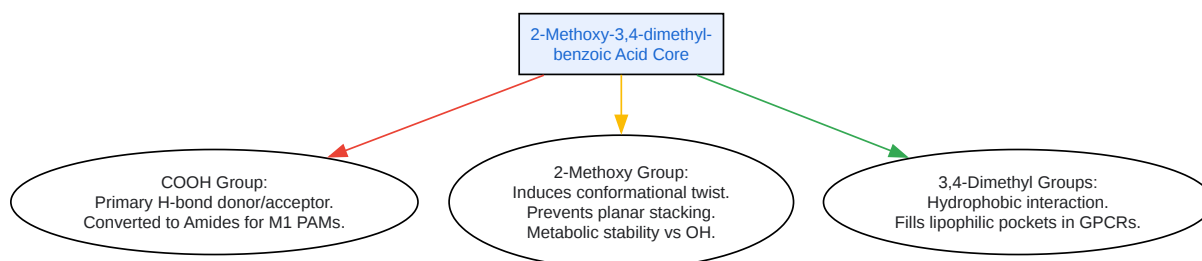 2-Methoxy-3,4-dimethyl-
benzoic Acid Core
COOH Group:
Primary H-bond donor/acceptor.
Converted to Amides for M1 PAMs.
2-Methoxy Group:
Induces conformational twist.
Prevents planar stacking.
Metabolic stability vs OH.
3,4-Dimethyl Groups:
Hydrophobic interaction.
Fills lipophilic pockets in GPCRs.